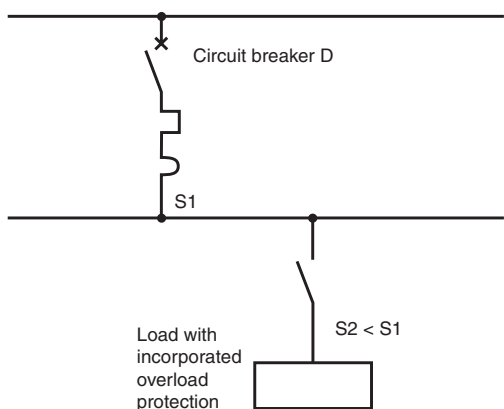 Circuit breaker D
S1
S2 < S1
Load with
incorporated
overload
protection